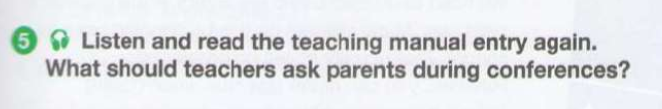 5 Listen and read the teaching manual entry again.
What should teachers ask parents during conferences?